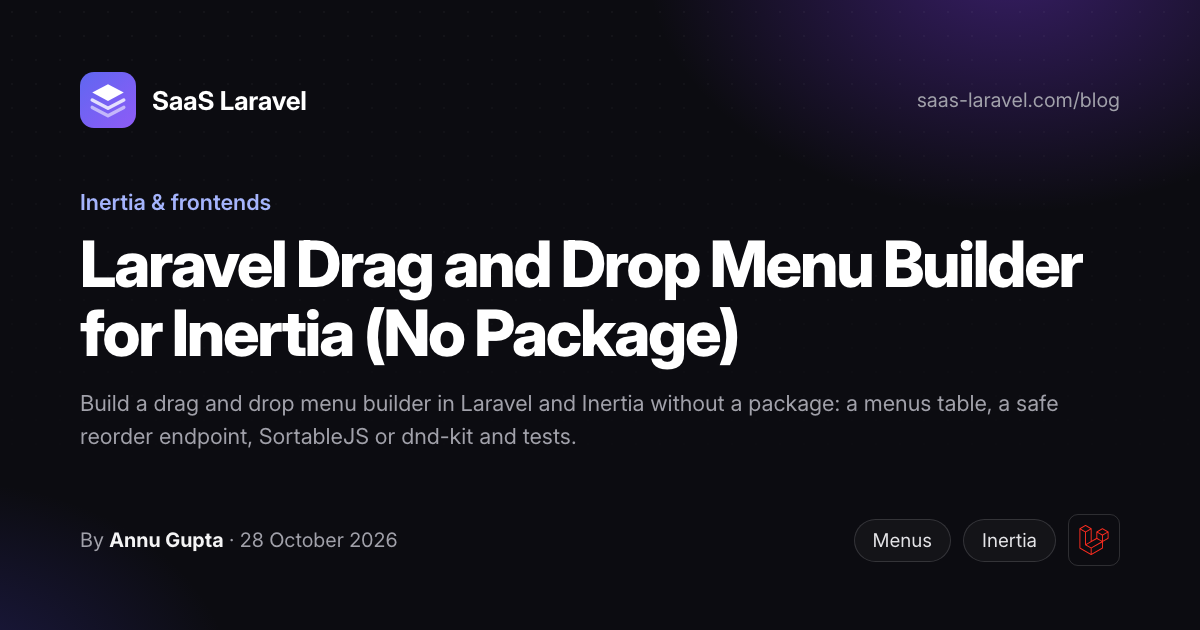 SaaS Laravel
saas-laravel.com/blog
Inertia & frontends
Laravel Drag and Drop Menu Builder
for Inertia (No Package)
Build a drag and drop menu builder in Laravel and Inertia without a package: a menus table, a safe
reorder endpoint, SortableJS or dnd-kit and tests.
By Annu Gupta · 28 October 2026
Menus
Inertia